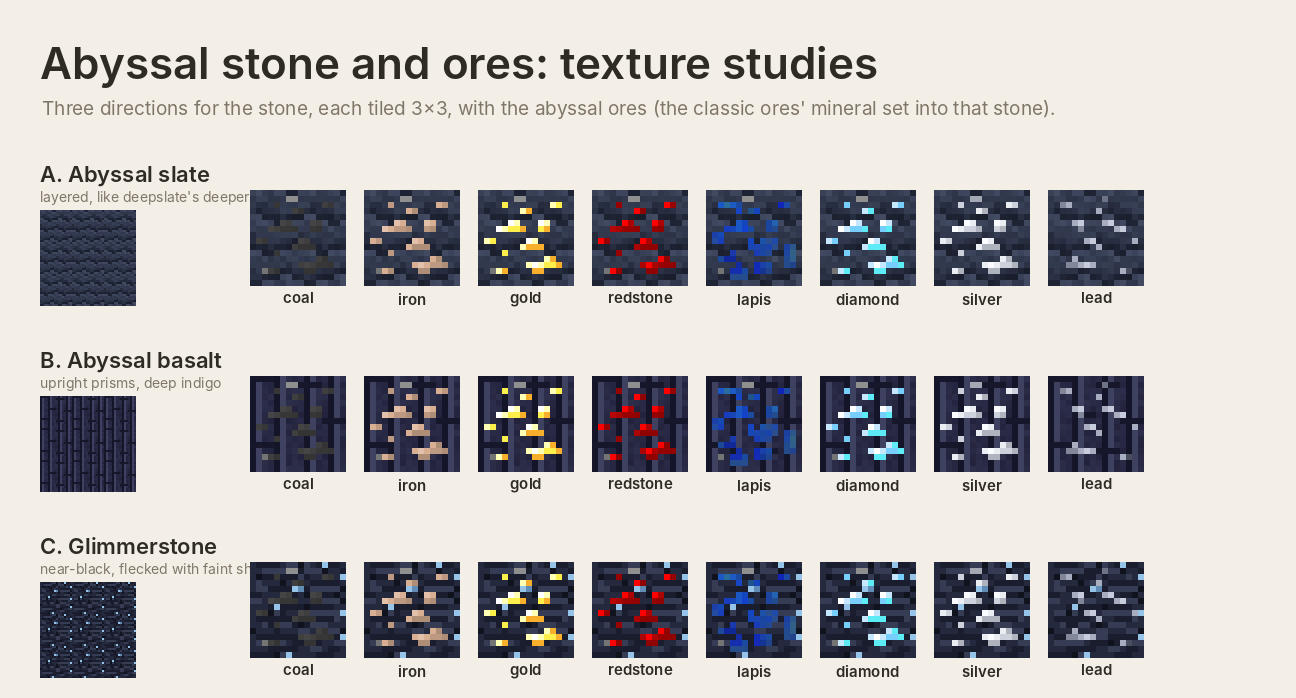 Abyssal stone and ores: texture studies
Three directions for the stone, each tiled 3×3, with the abyssal ores (the classic ores' mineral set into that stone).
A. Abyssal slate
layered, like deepslate's deeper
coal iron gold redstone lapis diamond silver lead
B. Abyssal basalt
upright prisms, deep indigo
coal iron gold redstone lapis diamond silver lead
C. Glimmerstone
near-black, flecked with faint
coal iron gold redstone lapis diamond silver lead